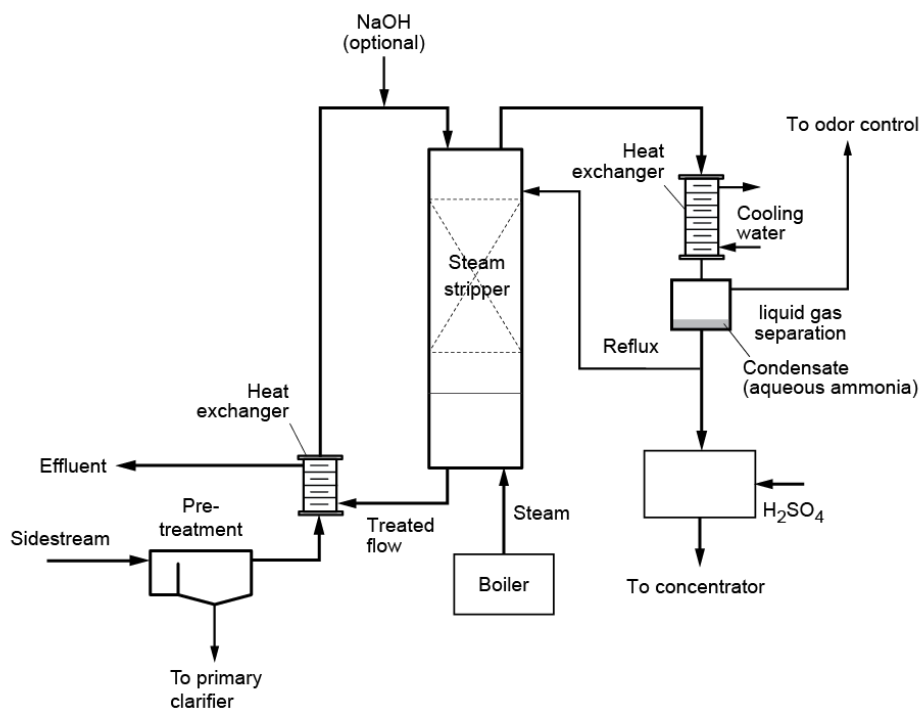 NaOH
(optional)
To odor control
Heat
exchanger
Cooling
water
Steam
stripper
liquid gas
separation
Reflux
Condensate
(aqueous ammonia)
Heat
exchanger
Effluent
Pre-
treatment
Treated
flow
Steam
H₂SO₄
Sidestream
Boiler
To concentrator
To primary
clarifier